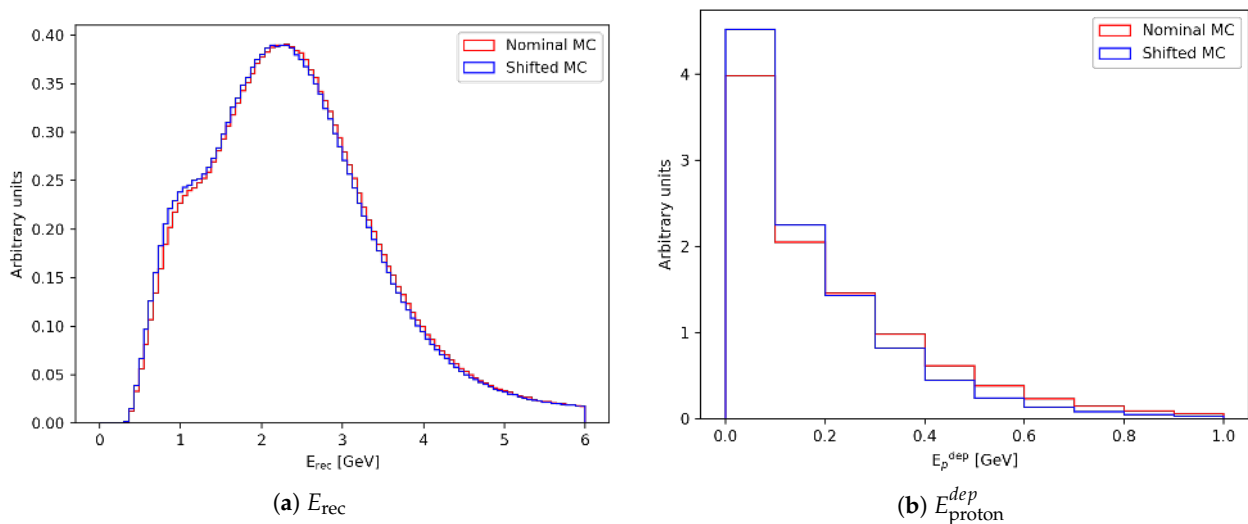 Nominal MC
Shifted MC
Arbitrary units
0.40
0.35
0.30
0.25
0.20
0.15
0.10
0.05
0.00
0 1 2 3 4 5 6
E_rec [GeV]
(a) E_rec
Nominal MC
Shifted MC
Arbitrary units
4
3
2
1
0
0.0 0.2 0.4 0.6 0.8 1.0
E_p^dep [GeV]
(b) E_proton^dep